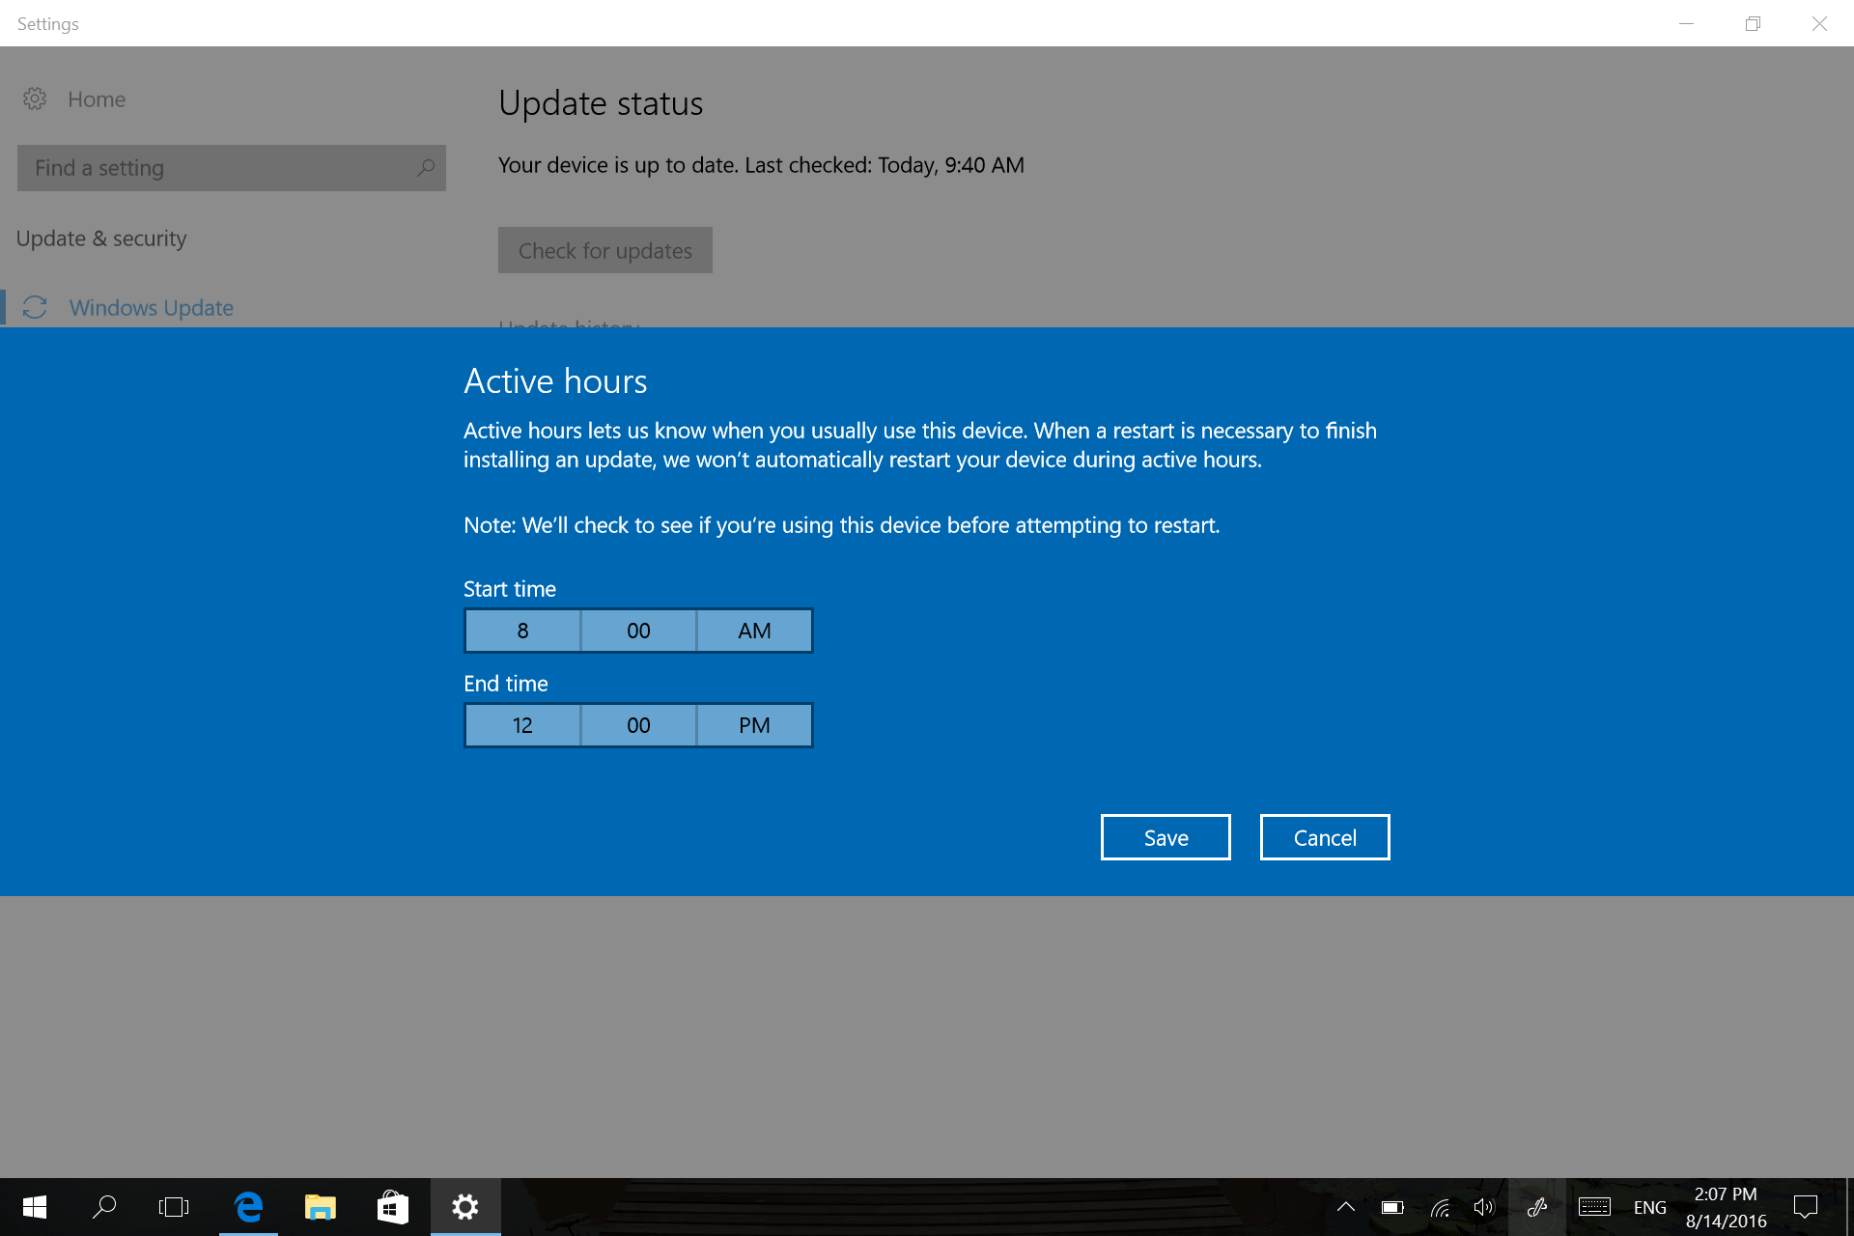 Settings
Home
Find a setting
Update & security
Windows Update
Update status
Your device is up to date. Last checked: Today, 9:40 AM
Check for updates
Update history
Active hours
Active hours lets us know when you usually use this device. When a restart is necessary to finish
installing an update, we won’t automatically restart your device during active hours.
Note: We’ll check to see if you’re using this device before attempting to restart.
Start time
8 00 AM
End time
12 00 PM
Save Cancel
ENG
2:07 PM
8/14/2016